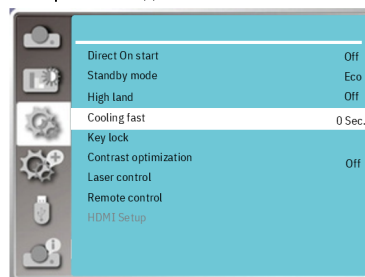 Direct On start Off
Standby mode Eco
High land Off
Cooling fast 0 Sec.
Key lock
Contrast optimization Off
Laser control
Remote control
HDMI Setup